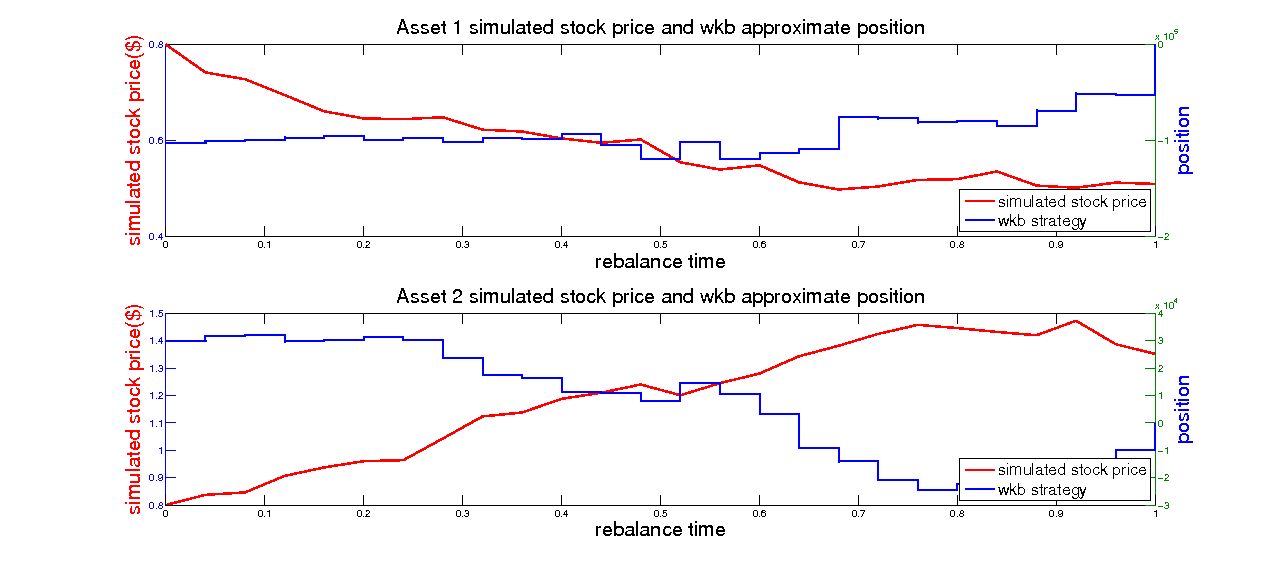 Asset 1 simulated stock price and wkb approximate position
simulated stock price($)
0.8
0.6
0.4
x 10^5
0
-1
-2
position
simulated stock price
wkb strategy
0 0.1 0.2 0.3 0.4 0.5 0.6 0.7 0.8 0.9 1
rebalance time
Asset 2 simulated stock price and wkb approximate position
simulated stock price($)
1.5
1.4
1.3
1.2
1.1
1
0.9
0.8
x 10^4
4
3
2
1
0
-1
-2
-3
position
simulated stock price
wkb strategy
0 0.1 0.2 0.3 0.4 0.5 0.6 0.7 0.8 0.9 1
rebalance time